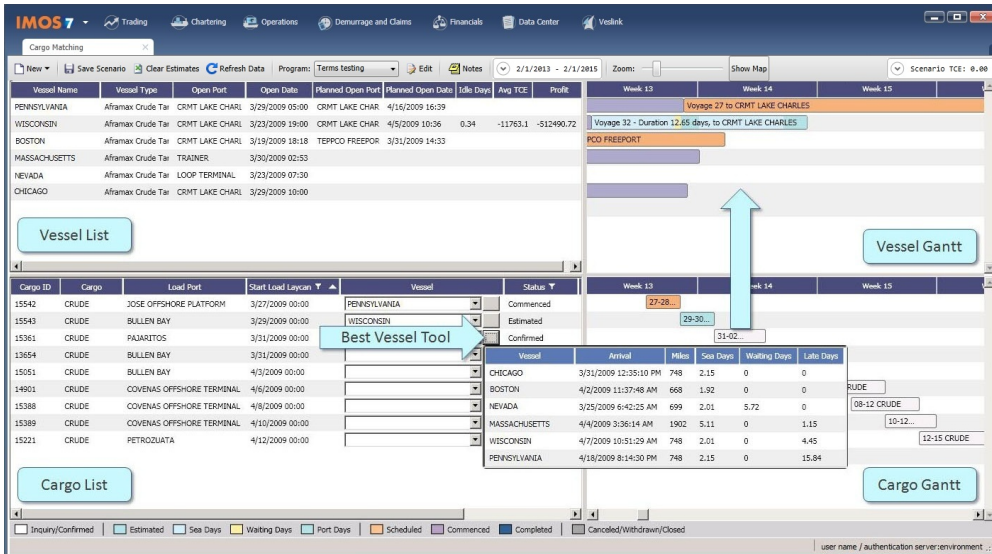 IMOS 7 Trading Chartering Operations Demurrage and Claims Financials Data Center Veslink
Cargo Matching
New Save Scenario Clear Estimates Refresh Data Program: Terms testing Edit Notes 2/1/2013 - 2/1/2015 Zoom: Show Map Scenario TCE: 0.00
Vessel Name Vessel Type Open Port Open Date Planned Open Port Planned Open Date Idle Days Avg TCE Profit Week 13 Week 14 Week 15
PENNSYLVANIA Aframax Crude Tar CRMT LAKE CHARL 3/29/2009 05:00 CRMT LAKE CHAR 4/16/2009 16:39 Voyage 27 to CRMT LAKE CHARLES
WISCONSIN Aframax Crude Tar CRMT LAKE CHARL 3/23/2009 19:00 CRMT LAKE CHAR 4/5/2009 10:36 0.34 -11763.1 -512490.72 Voyage 32 - Duration 12.65 days, to CRMT LAKE CHARLES
BOSTON Aframax Crude Tar CRMT LAKE CHARL 3/19/2009 18:18 TEPPCO FREEPOR 3/31/2009 14:33 PCO FREEPORT
MASSACHUSETTS Aframax Crude Tar TRAINER 3/30/2009 02:53
NEVADA Aframax Crude Tar LOOP TERMINAL 3/23/2009 07:30
CHICAGO Aframax Crude Tar CRMT LAKE CHARL 3/29/2009 10:00
Vessel List Vessel Gantt
Cargo ID Cargo Load Port Start Load Laycan Vessel Status Week 13 Week 14 Week 15
15542 CRUDE JOSE OFFSHORE PLATFORM 3/27/2009 00:00 PENNSYLVANIA Commenced 27-28...
15543 CRUDE BULLEN BAY 3/29/2009 00:00 WISCONSIN Estimated 29-30...
15361 CRUDE PAJARITOS 3/31/2009 00:00 Best Vessel Tool Confirmed 31-02...
13654 CRUDE BULLEN BAY 3/31/2009 00:00
Vessel Arrival Miles Sea Days Waiting Days Late Days
15051 CRUDE BULLEN BAY 4/3/2009 00:00
CHICAGO 3/31/2009 12:35:10 PM 748 2.15 0 0
14901 CRUDE COVENAS OFFSHORE TERMINAL 4/6/2009 00:00
BOSTON 4/2/2009 11:37:48 AM 668 1.92 0 0 RUDE
15388 CRUDE COVENAS OFFSHORE TERMINAL 4/8/2009 00:00
NEVADA 3/25/2009 6:42:25 AM 699 2.01 5.72 0 08-12 CRUDE
15389 CRUDE COVENAS OFFSHORE TERMINAL 4/10/2009 00:00
MASSACHUSETTS 4/4/2009 3:36:14 AM 1902 5.11 0 1.15 10-12...
15221 CRUDE PETROZUATA 4/12/2009 00:00
WISCONSIN 4/7/2009 10:51:29 AM 748 2.01 0 4.45 12-15 CRUDE
PENNSYLVANIA 4/18/2009 8:14:30 PM 748 2.15 0 15.84
Cargo List Cargo Gantt
Inquiry/Confirmed Estimated Sea Days Waiting Days Port Days Scheduled Commenced Completed Canceled/Withdrawn/Closed
user name / authentication server:environment